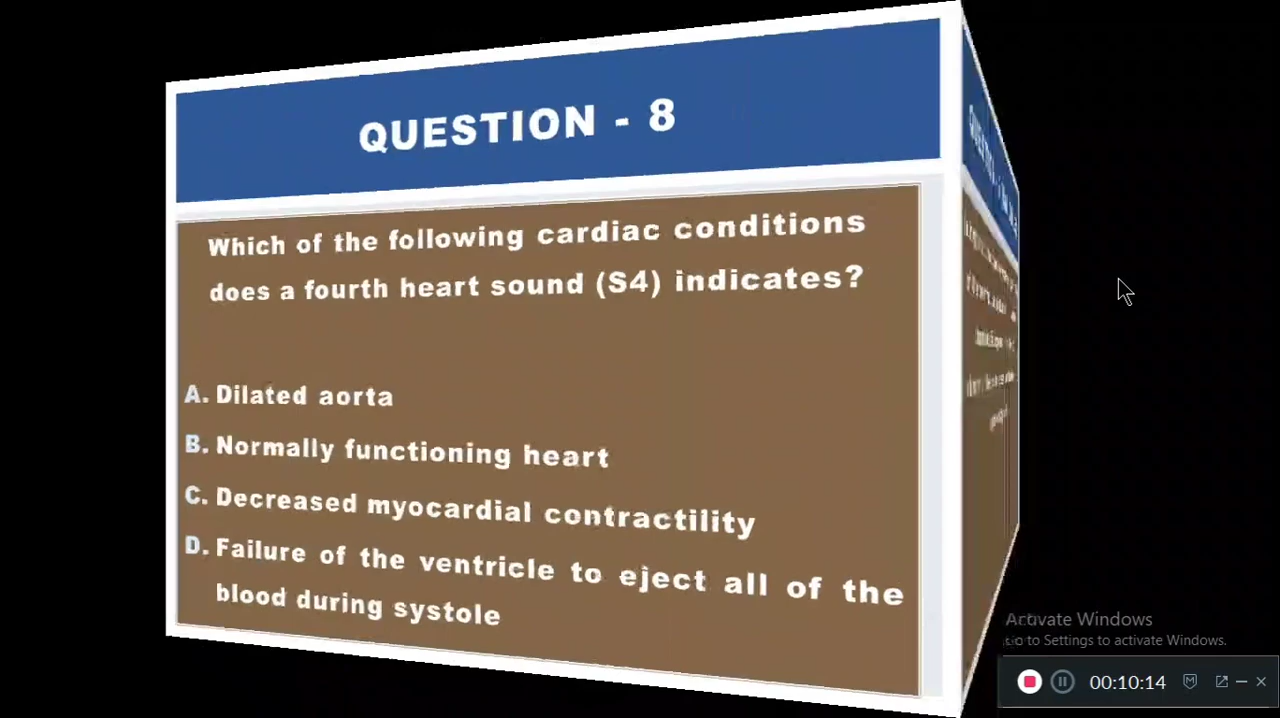 QUESTION - 8
Which of the following cardiac conditions
does a fourth heart sound (S4) indicates?
A. Dilated aorta
B. Normally functioning heart
C. Decreased myocardial contractility
D. Failure of the ventricle to eject all of the
blood during systole
Activate Windows
Go to Settings to activate Windows.
00:10:14